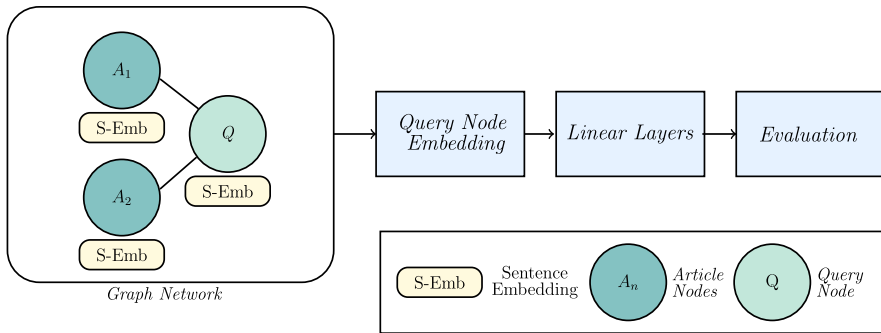 A₁
S-Emb
Q
A₂
S-Emb
S-Emb
Graph Network
Query Node
Embedding
Linear Layers
Evaluation
S-Emb
Sentence
Embedding
Aₙ
Article
Nodes
Q
Query
Node